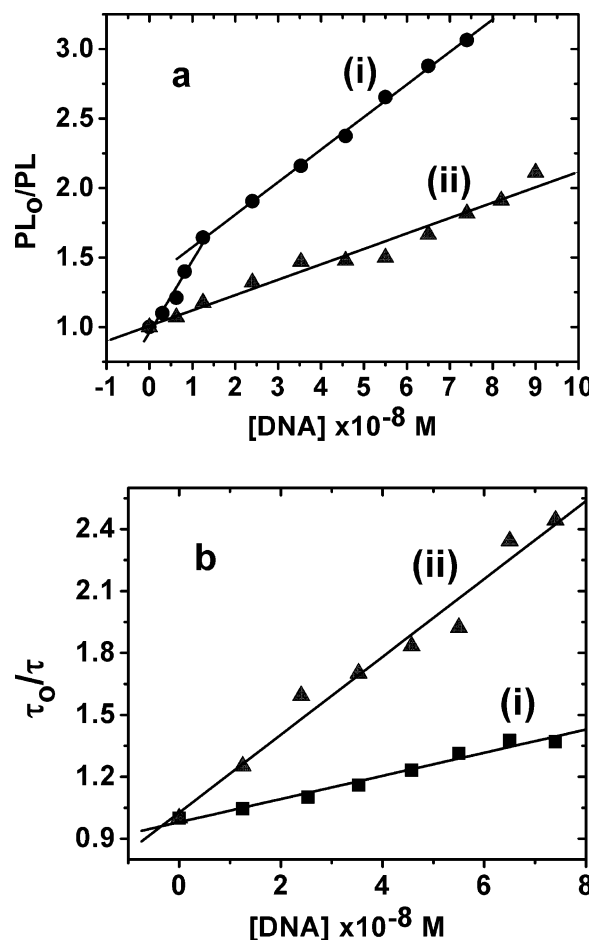 3.0
a
(i)
2.5
PL₀/PL
2.0
(ii)
1.5
1.0
-1 0 1 2 3 4 5 6 7 8 9 10
[DNA] x10⁻⁸ M
2.4
b
(ii)
2.1
1.8
τ₀/τ
1.5
(i)
1.2
0.9
0 2 4 6 8
[DNA] x10⁻⁸ M